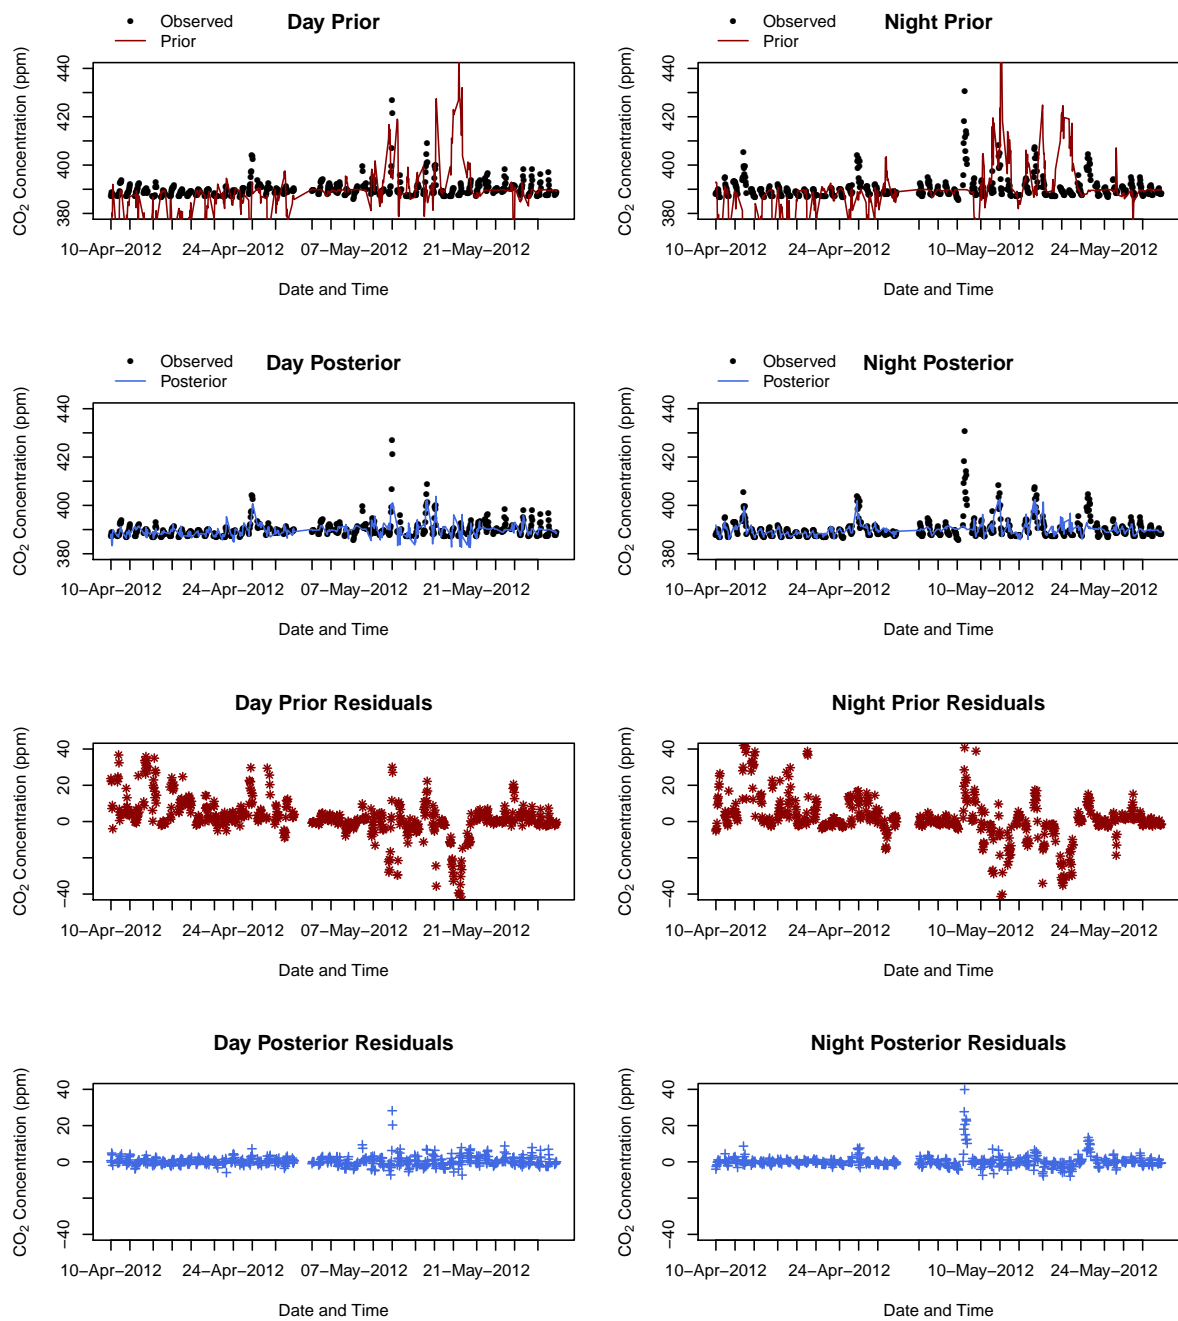 Observed
Prior
Day Prior
CO2 Concentration (ppm)
380 400 420 440
10−Apr−2012 24−Apr−2012 07−May−2012 21−May−2012
Date and Time
Observed
Prior
Night Prior
CO2 Concentration (ppm)
380 400 420 440
10−Apr−2012 24−Apr−2012 10−May−2012 24−May−2012
Date and Time
Observed
Posterior
Day Posterior
CO2 Concentration (ppm)
380 400 420 440
10−Apr−2012 24−Apr−2012 07−May−2012 21−May−2012
Date and Time
Observed
Posterior
Night Posterior
CO2 Concentration (ppm)
380 400 420 440
10−Apr−2012 24−Apr−2012 10−May−2012 24−May−2012
Date and Time
Day Prior Residuals
CO2 Concentration (ppm)
−40 0 20 40
10−Apr−2012 24−Apr−2012 07−May−2012 21−May−2012
Date and Time
Night Prior Residuals
CO2 Concentration (ppm)
−40 0 20 40
10−Apr−2012 24−Apr−2012 10−May−2012 24−May−2012
Date and Time
Day Posterior Residuals
CO2 Concentration (ppm)
−40 0 20 40
10−Apr−2012 24−Apr−2012 07−May−2012 21−May−2012
Date and Time
Night Posterior Residuals
CO2 Concentration (ppm)
−40 0 20 40
10−Apr−2012 24−Apr−2012 10−May−2012 24−May−2012
Date and Time